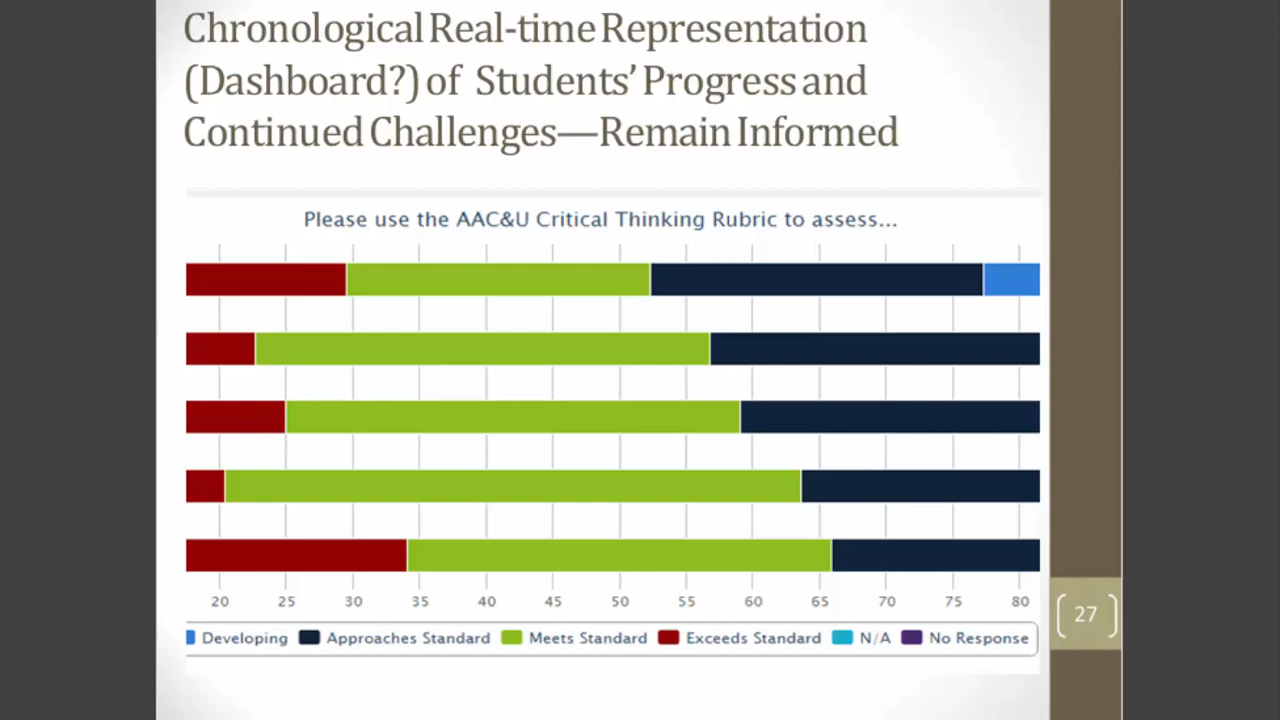 Chronological Real-time Representation
(Dashboard?) of Students' Progress and
Continued Challenges—Remain Informed
Please use the AAC&U Critical Thinking Rubric to assess...
20 25 30 35 40 45 50 55 60 65 70 75 80
Developing Approaches Standard Meets Standard Exceeds Standard N/A No Response
27